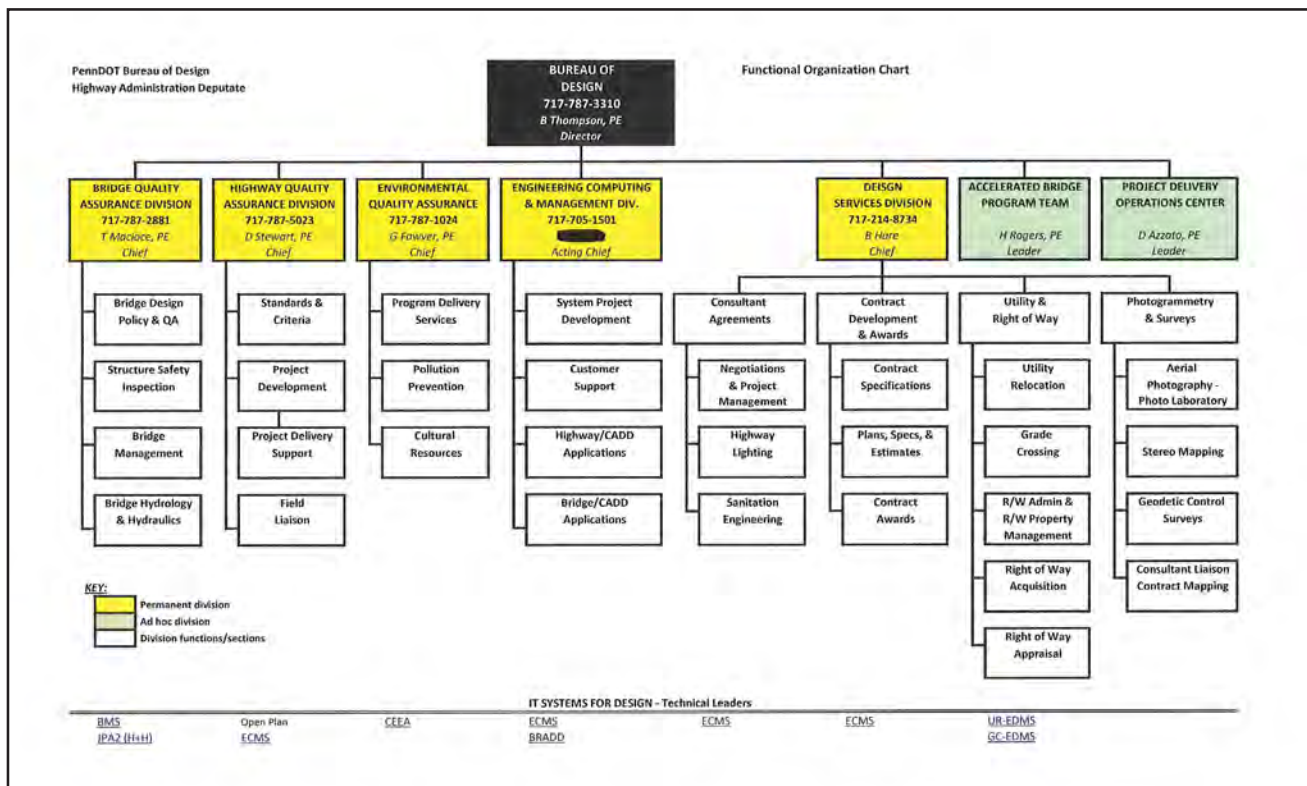 PennDOT Bureau of Design
Highway Administration Deputate
Functional Organization Chart
BUREAU OF
DESIGN
717-787-3310
B Thompson, PE
Director
BRIDGE QUALITY
ASSURANCE DIVISION
717-787-2881
T Macioce, PE
Chief
HIGHWAY QUALITY
ASSURANCE DIVISION
717-787-5023
D Stewart, PE
Chief
ENVIRONMENTAL
QUALITY ASSURANCE
717-787-1024
G Fawver, PE
Chief
ENGINEERING COMPUTING
& MANAGEMENT DIV.
717-705-1501
Acting Chief
DEISGN
SERVICES DIVISION
717-214-8734
B Hare
Chief
ACCELERATED BRIDGE
PROGRAM TEAM
H Rogers, PE
Leader
PROJECT DELIVERY
OPERATIONS CENTER
D Azzato, PE
Leader
Bridge Design
Policy & QA
Structure Safety
Inspection
Bridge
Management
Bridge Hydrology
& Hydraulics
Standards &
Criteria
Project
Development
Project Delivery
Support
Field
Liaison
Program Delivery
Services
Pollution
Prevention
Cultural
Resources
System Project
Development
Customer
Support
Highway/CADD
Applications
Bridge/CADD
Applications
Consultant
Agreements
Negotiations
& Project
Management
Highway
Lighting
Sanitation
Engineering
Contract
Development
& Awards
Contract
Specifications
Plans, Specs, &
Estimates
Contract
Awards
Utility &
Right of Way
Utility
Relocation
Grade
Crossing
R/W Admin &
R/W Property
Management
Right of Way
Acquisition
Right of Way
Appraisal
Photogrammetry
& Surveys
Aerial
Photography -
Photo Laboratory
Stereo Mapping
Geodetic Control
Surveys
Consultant Liaison
Contract Mapping
KEY:
Permanent division
Ad hoc division
Division functions/sections
IT SYSTEMS FOR DESIGN - Technical Leaders
BMS
JPA2 (H+H)
Open Plan
ECMS
CEEA
ECMS
BRADD
ECMS
ECMS
UR-EDMS
GC-EDMS